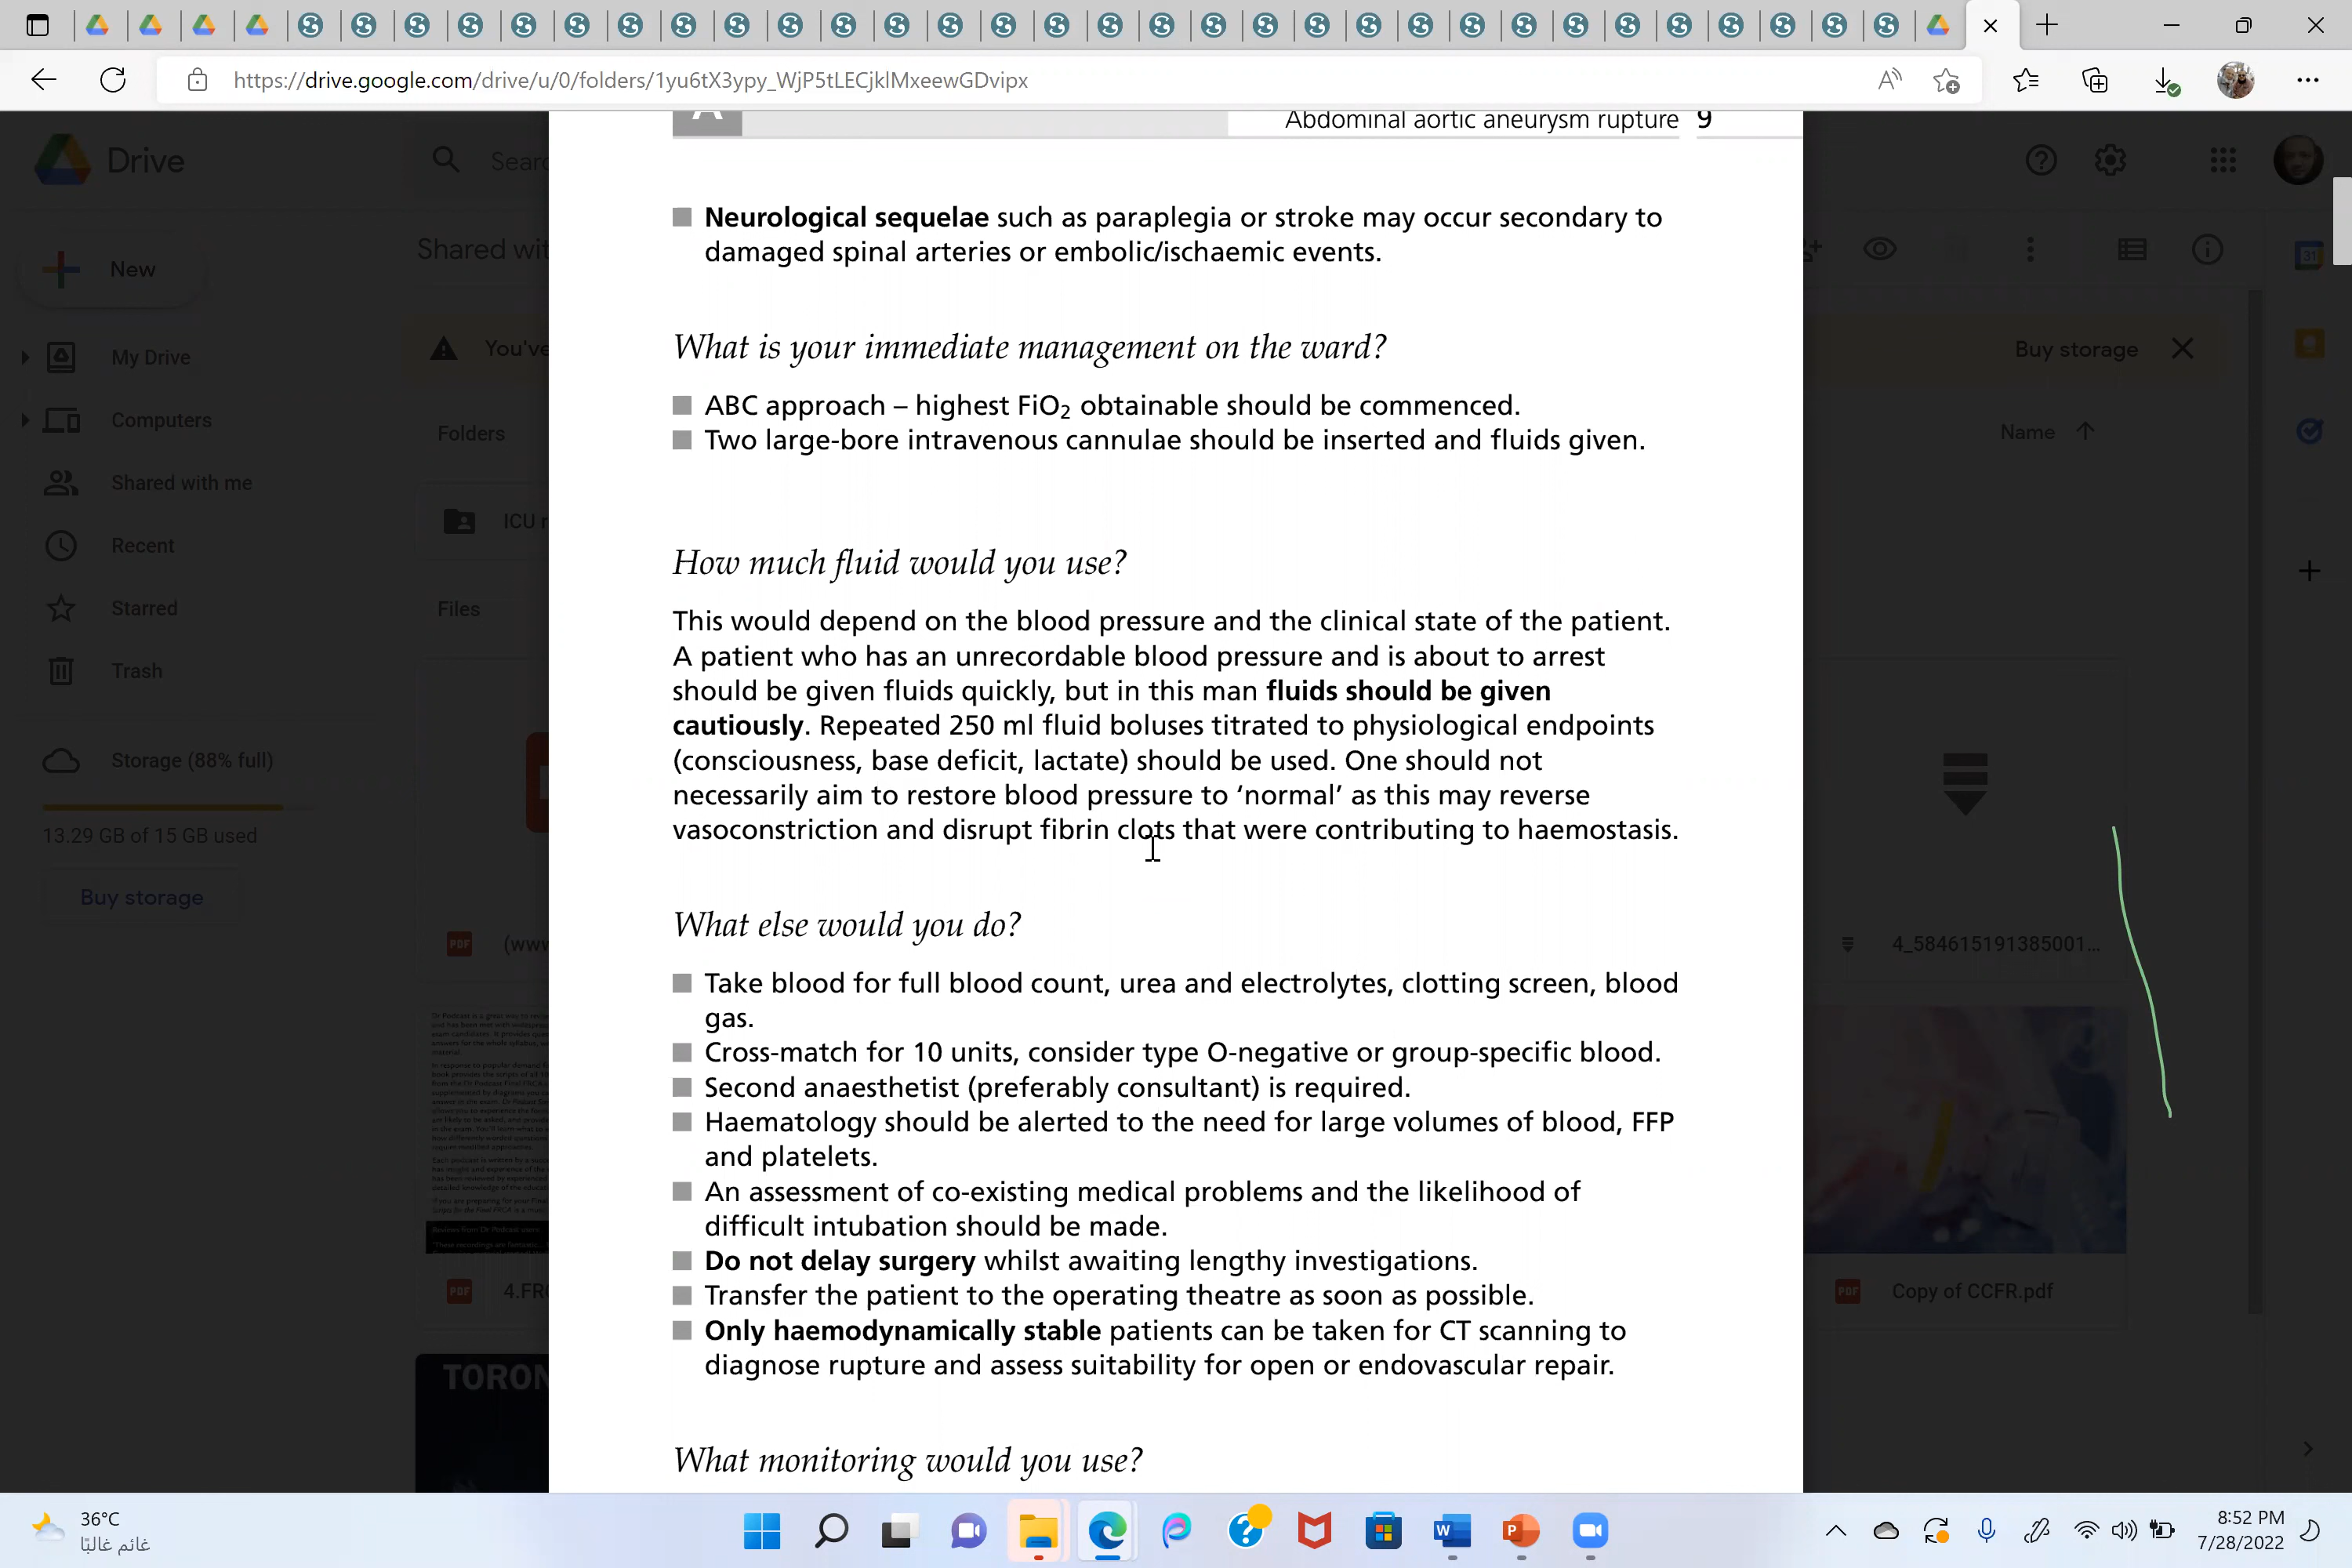 https://drive.google.com/drive/u/0/folders/1yu6tX3ypy_WjP5tLECjklMxeewGDvipx
Abdominal aortic aneurysm rupture 9
Drive
New
Shared wit
My Drive
Computers
Shared with me
Recent
Starred
Trash
Storage (88% full)
13.29 GB of 15 GB used
Buy storage
You've
Buy storage
Folders
Name
ICU
Files
Neurological sequelae such as paraplegia or stroke may occur secondary to
damaged spinal arteries or embolic/ischaemic events.
What is your immediate management on the ward?
ABC approach – highest FiO₂ obtainable should be commenced.
Two large-bore intravenous cannulae should be inserted and fluids given.
How much fluid would you use?
This would depend on the blood pressure and the clinical state of the patient.
A patient who has an unrecordable blood pressure and is about to arrest
should be given fluids quickly, but in this man fluids should be given
cautiously. Repeated 250 ml fluid boluses titrated to physiological endpoints
(consciousness, base deficit, lactate) should be used. One should not
necessarily aim to restore blood pressure to ‘normal’ as this may reverse
vasoconstriction and disrupt fibrin clots that were contributing to haemostasis.
What else would you do?
Take blood for full blood count, urea and electrolytes, clotting screen, blood
gas.
Cross-match for 10 units, consider type O-negative or group-specific blood.
Second anaesthetist (preferably consultant) is required.
Haematology should be alerted to the need for large volumes of blood, FFP
and platelets.
An assessment of co-existing medical problems and the likelihood of
difficult intubation should be made.
Do not delay surgery whilst awaiting lengthy investigations.
Transfer the patient to the operating theatre as soon as possible.
Only haemodynamically stable patients can be taken for CT scanning to
diagnose rupture and assess suitability for open or endovascular repair.
What monitoring would you use?
PDF (www
PDF 4.FR
TORON
4_584615191385001...
PDF Copy of CCFR.pdf
36°C
غائم غالبًا
8:52 PM
7/28/2022